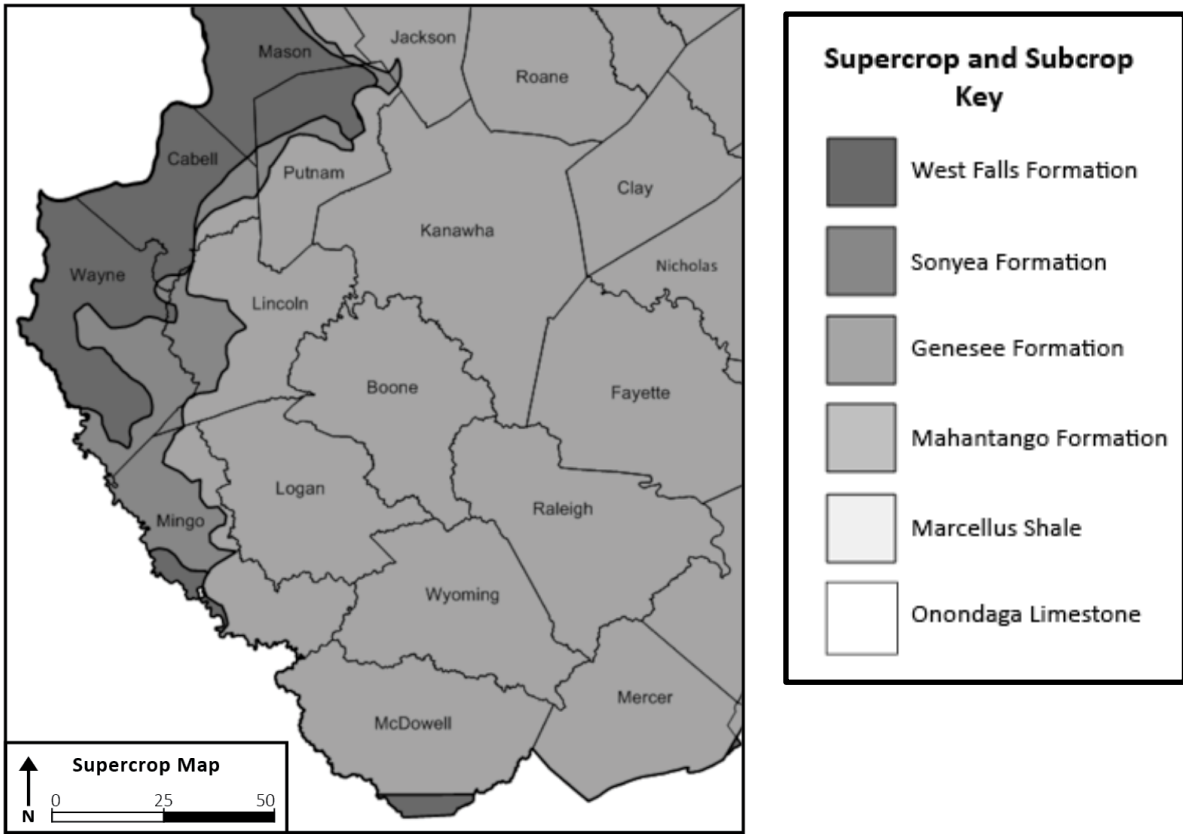 Mason
Jackson
Roane
Cabell
Putnam
Clay
Kanawha
Wayne
Nicholas
Lincoln
Boone
Fayette
Logan
Raleigh
Mingo
Wyoming
Mercer
McDowell
Supercrop Map
N
0 25 50
Supercrop and Subcrop
Key
West Falls Formation
Sonyea Formation
Genesee Formation
Mahantango Formation
Marcellus Shale
Onondaga Limestone